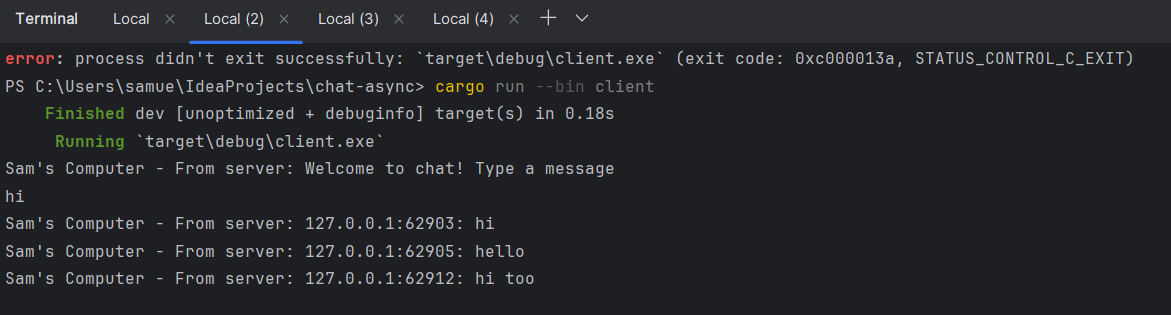 Terminal Local × Local (2) × Local (3) × Local (4) × +
error: process didn't exit successfully: `target\debug\client.exe` (exit code: 0xc000013a, STATUS_CONTROL_C_EXIT)
PS C:\Users\samue\IdeaProjects\chat-async> cargo run --bin client
Finished dev [unoptimized + debuginfo] target(s) in 0.18s
Running `target\debug\client.exe`
Sam's Computer - From server: Welcome to chat! Type a message
hi
Sam's Computer - From server: 127.0.0.1:62903: hi
Sam's Computer - From server: 127.0.0.1:62905: hello
Sam's Computer - From server: 127.0.0.1:62912: hi too